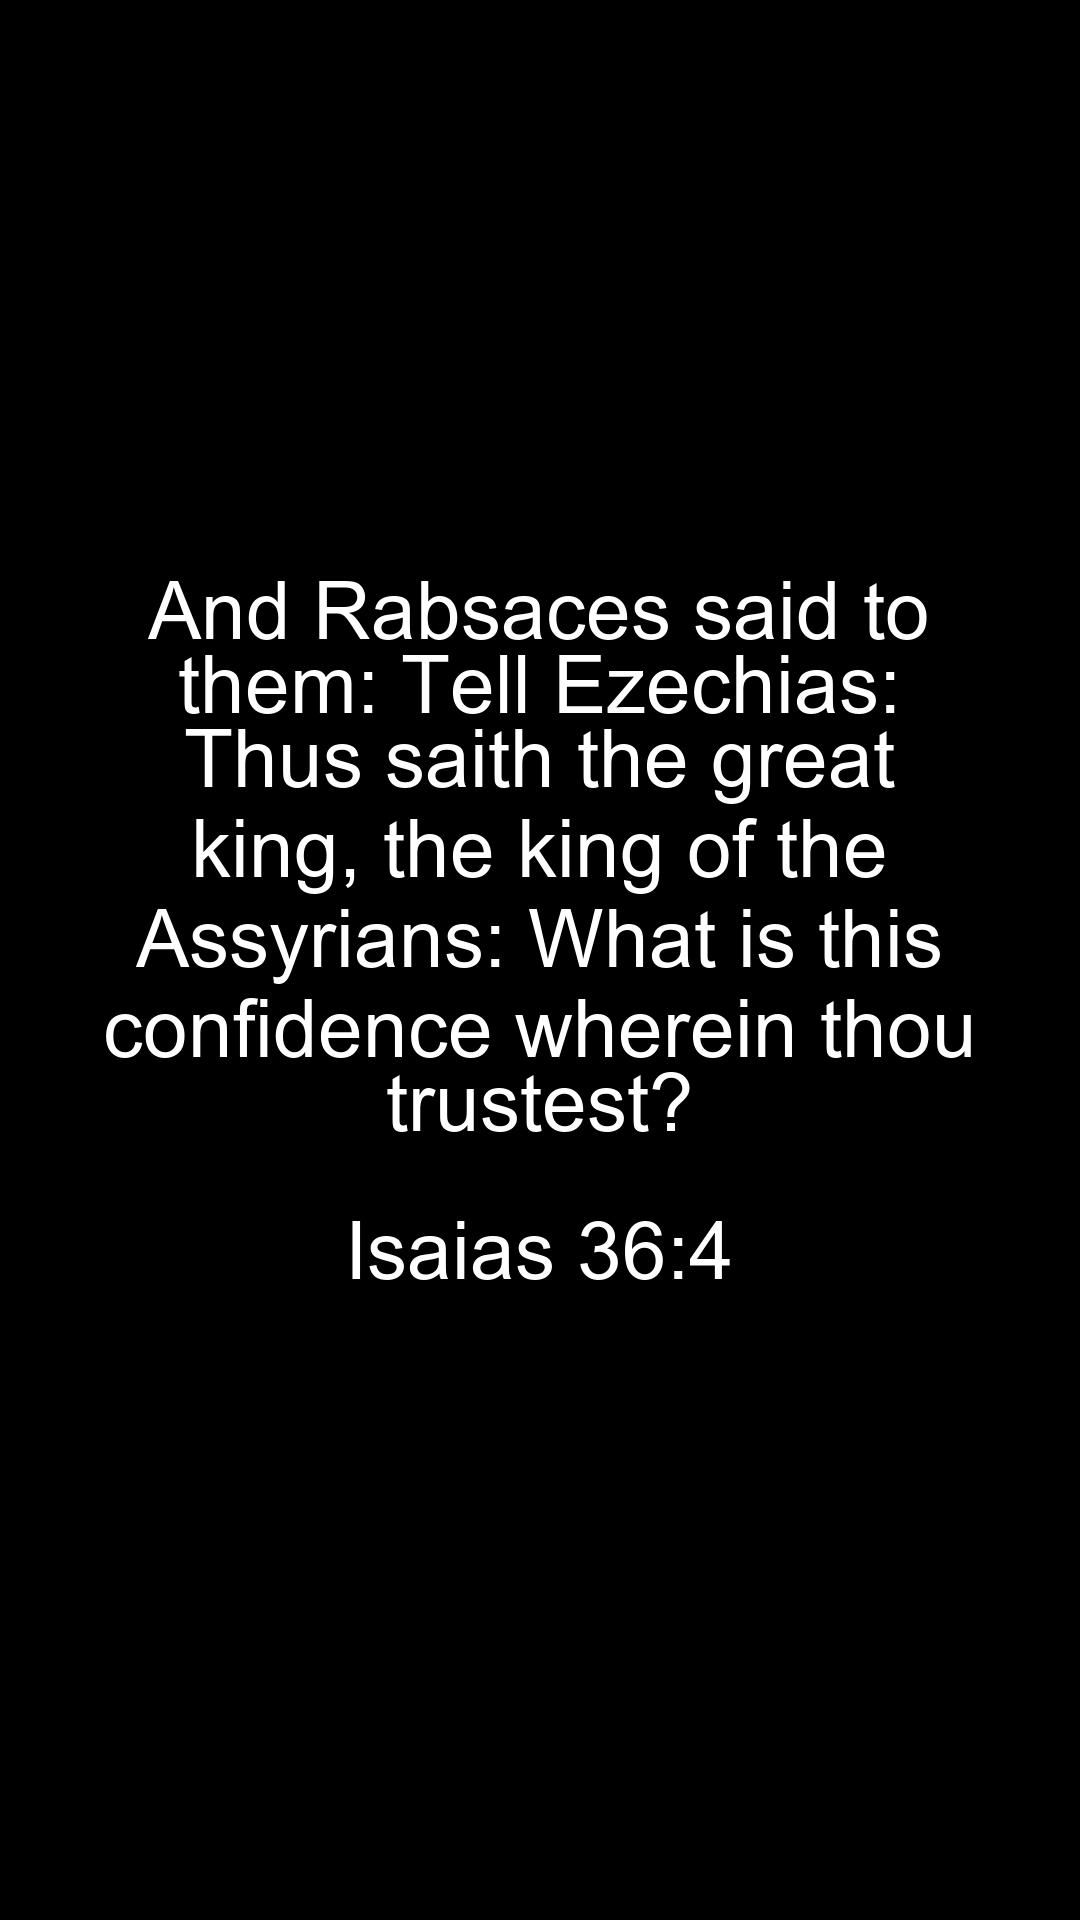 And Rabsaces said to
them: Tell Ezechias:
Thus saith the great
king, the king of the
Assyrians: What is this
confidence wherein thou
trustest?
Isaias 36:4